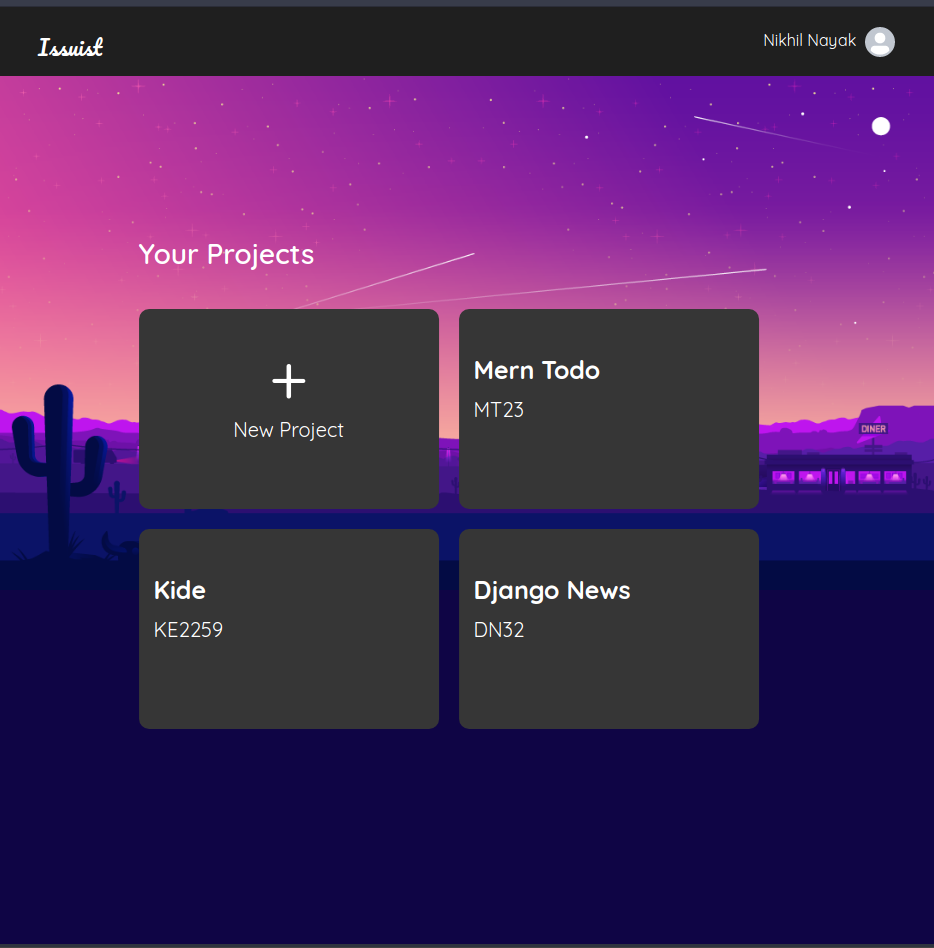 Issuist
Nikhil Nayak
Your Projects
New Project
Mern Todo
MT23
DINER
Kide
KE2259
Django News
DN32